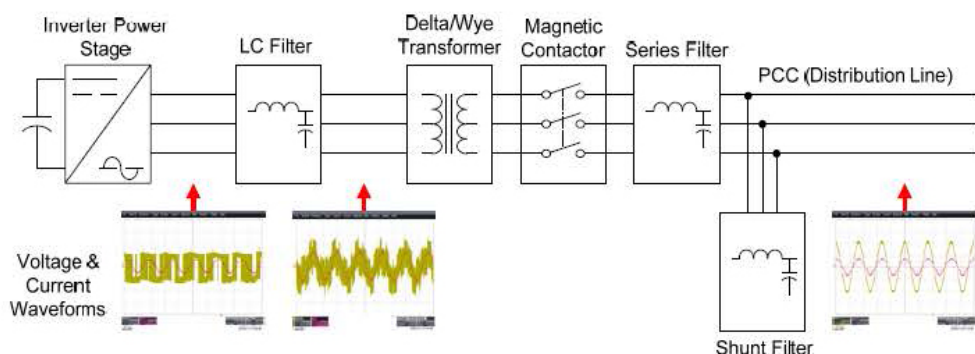 Inverter Power
Stage
LC Filter
Delta/Wye
Transformer
Magnetic
Contactor
Series Filter
PCC (Distribution Line)
Voltage &
Current
Waveforms
Shunt Filter